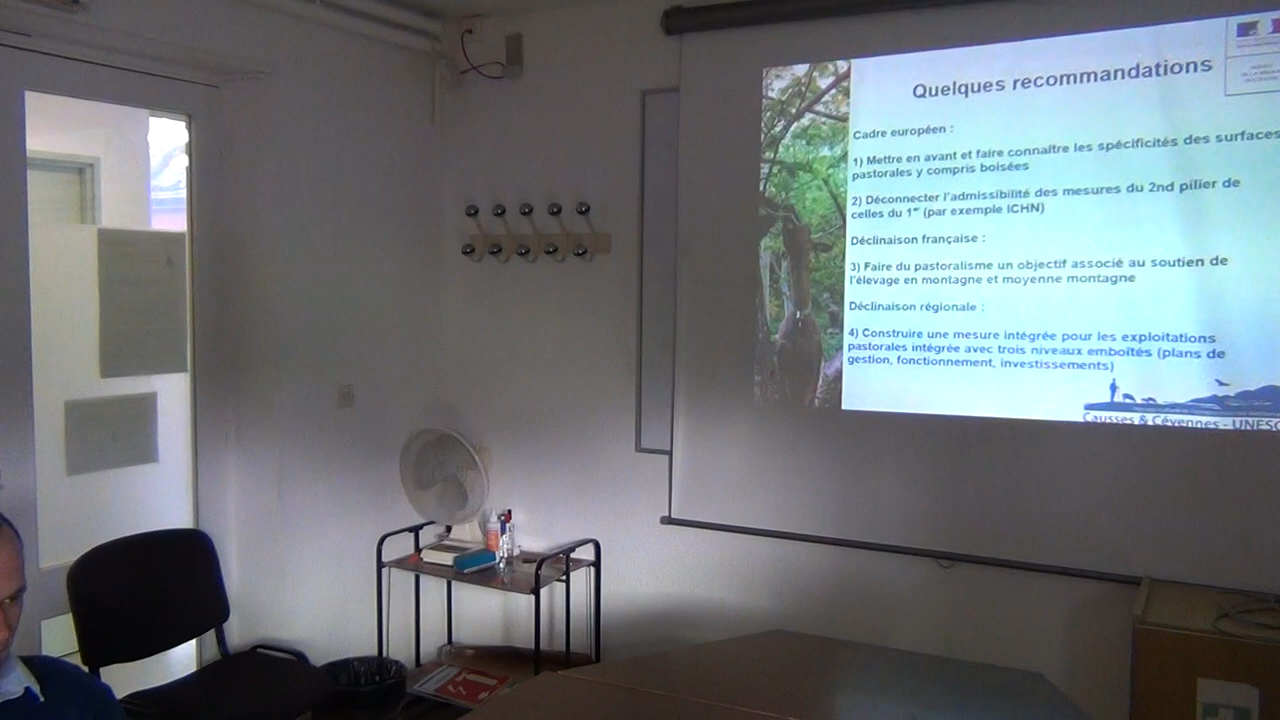 Quelques recommandations
Cadre européen :
1) Mettre en avant et faire connaître les spécificités des surfaces
pastorales y compris boisées
2) Déconnecter l'admissibilité des mesures du 2nd pilier de
celles du 1er (par exemple ICHN)
Déclinaison française :
3) Faire du pastoralisme un objectif associé au soutien de
l'élevage en montagne et moyenne montagne
Déclinaison régionale :
4) Construire une mesure intégrée pour les exploitations
pastorales intégrée avec trois niveaux emboîtés (plans de
gestion, fonctionnement, investissements)
Causses & Cévennes - UNESC